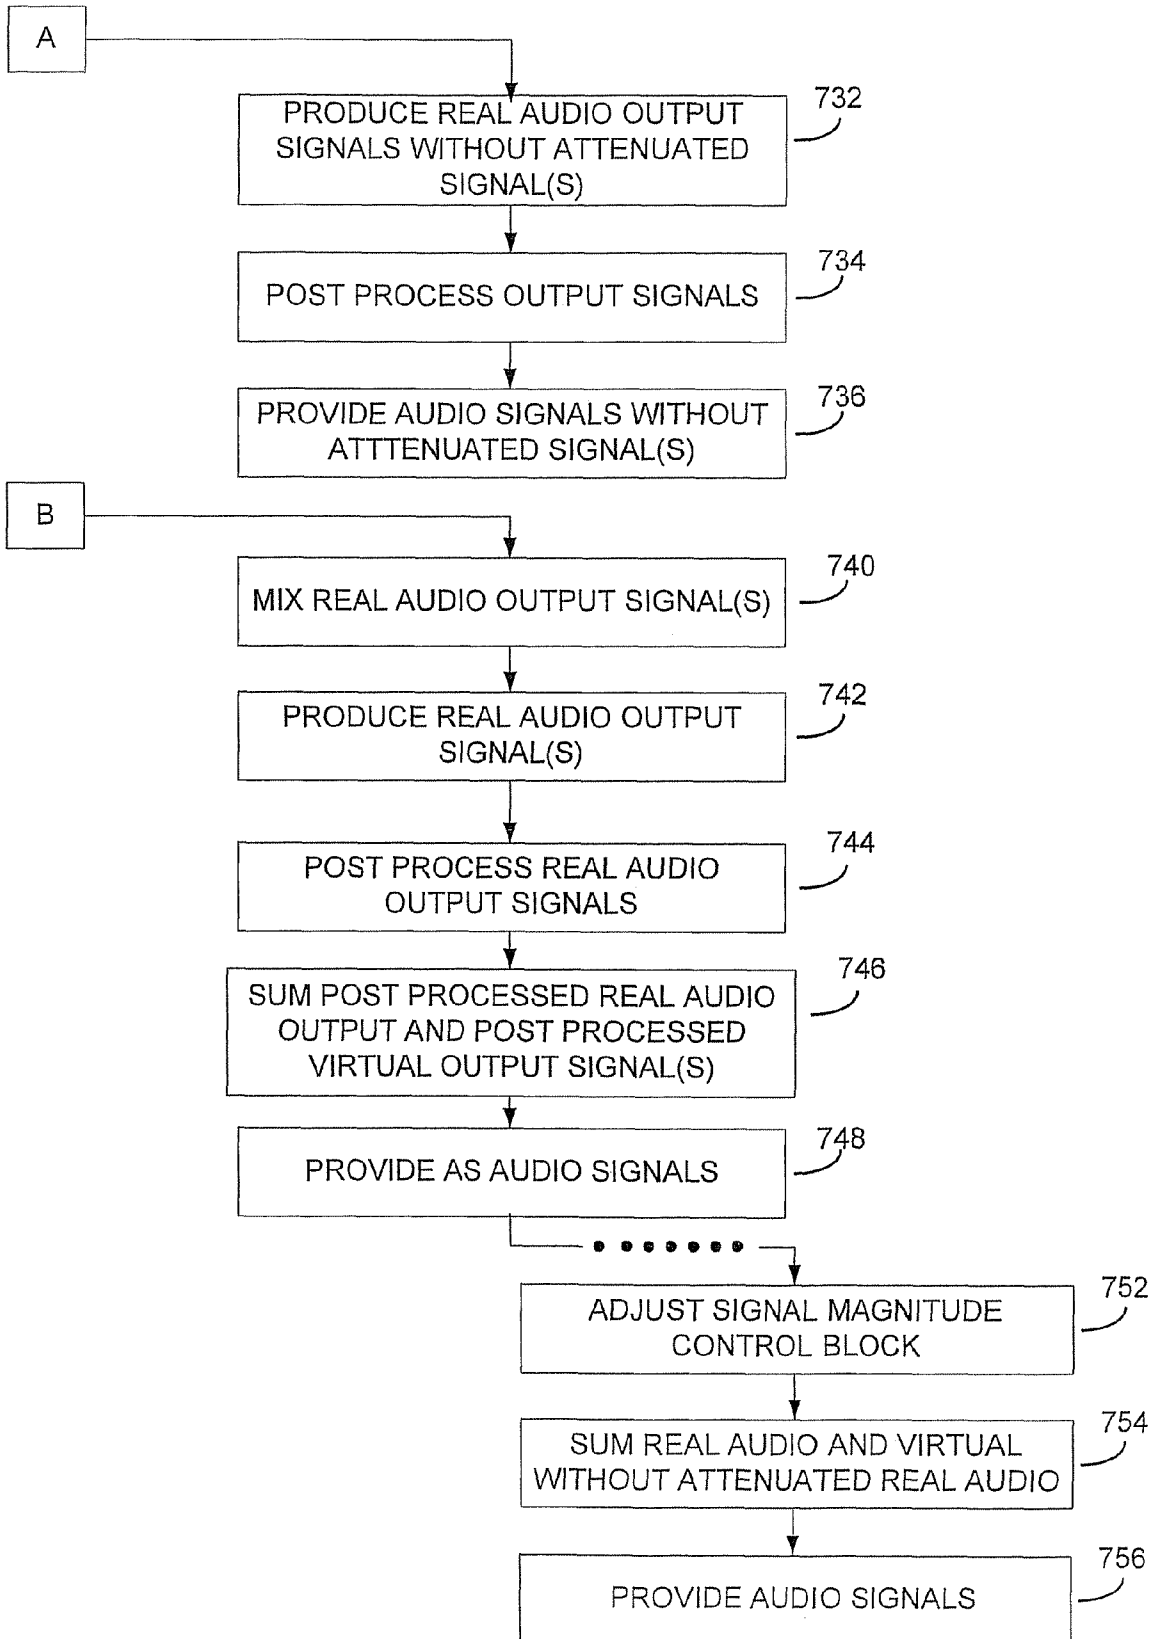 A
732
PRODUCE REAL AUDIO OUTPUT
SIGNALS WITHOUT ATTENUATED
SIGNAL(S)
734
POST PROCESS OUTPUT SIGNALS
736
PROVIDE AUDIO SIGNALS WITHOUT
ATTTENUATED SIGNAL(S)
B
740
MIX REAL AUDIO OUTPUT SIGNAL(S)
742
PRODUCE REAL AUDIO OUTPUT
SIGNAL(S)
744
POST PROCESS REAL AUDIO
OUTPUT SIGNALS
746
SUM POST PROCESSED REAL AUDIO
OUTPUT AND POST PROCESSED
VIRTUAL OUTPUT SIGNAL(S)
748
PROVIDE AS AUDIO SIGNALS
752
ADJUST SIGNAL MAGNITUDE
CONTROL BLOCK
754
SUM REAL AUDIO AND VIRTUAL
WITHOUT ATTENUATED REAL AUDIO
756
PROVIDE AUDIO SIGNALS